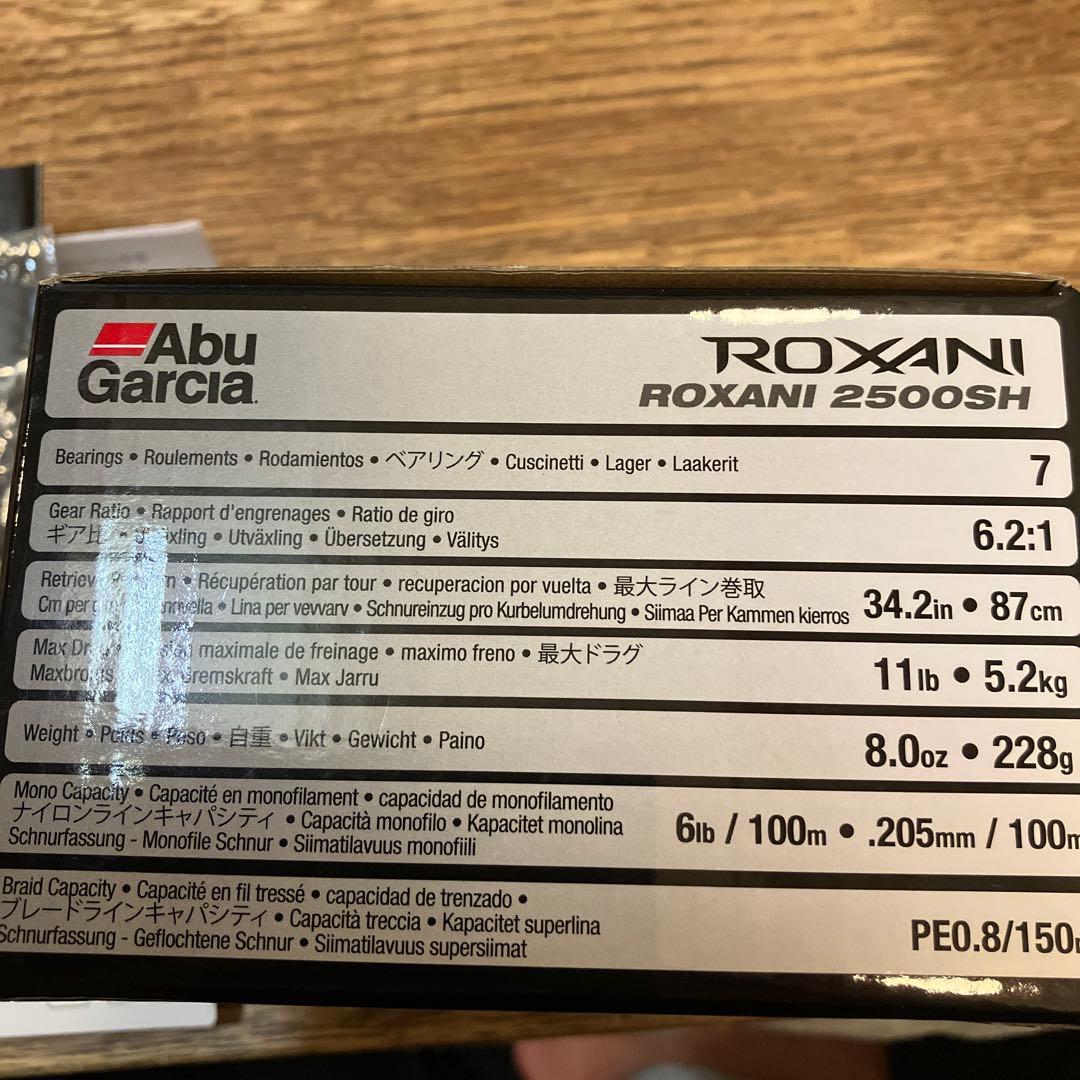 Abu
Garcia
ROXANI
ROXANI 2500SH
Bearings • Roulements • Rodamientos • ベアリング • Cuscinetti • Lager • Laakerit
7
Gear Ratio • Rapport d'engrenages • Ratio de giro
ギア比 • Utväxling • Utväxling • Übersetzung • Välitys
6.2:1
Récupération par tour • recuperacion por vuelta • 最大ライン巻取
Cm per • Lina per vevvarv • Schnureinzug pro Kurbelumdrehung • Siimaa Per Kammen kierros
34.2in • 87cm
Max maximale de freinage • maximo freno • 最大ドラグ
Bremskraft • Max Jarru
11lb • 5.2kg
Weight • Poids • Peso • 自重 • Vikt • Gewicht • Paino
8.0oz • 228g
Mono Capacity • Capacité en monofilament • capacidad de monofilamento
ナイロンラインキャパシティ • Capacità monofilo • Kapacitet monolina
Schnurfassung - Monofile Schnur • Siimatilavuus monofiili
6lb / 100m • .205mm / 100m
Braid Capacity • Capacité en fil tressé • capacidad de trenzado •
ブレードラインキャパシティ • Capacità treccia • Kapacitet superlina
Schnurfassung - Geflochtene Schnur • Siimatilavuus supersiimat
PE0.8/150m